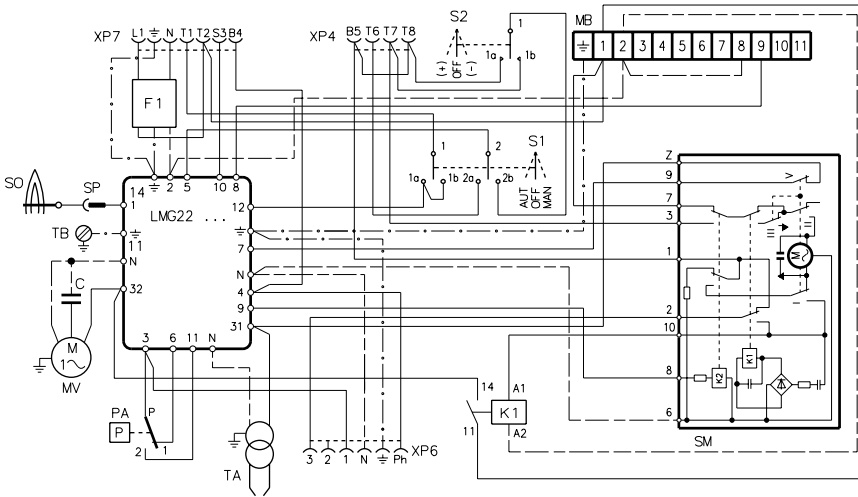 XP7 L1 N T1 T2 S3 B4
XP4 B5 T6 T7 T8
S2
1
1a 1b
(+) OFF (-)
MB
1 2 3 4 5 6 7 8 9 10 11
F1
2 5 10 8
SO
SP
14
1
LMG22 ...
TB
11
N
32
C
M
1
MV
12
7
N
4
9
31
3 6 11 N
1 2
1a 1b 2a 2b
S1
AUT
OFF
MAN
PA
P
P
2 1
TA
3 2 1 N Ph XP6
14
11
K1
A1
A2
Z
9
7
3
1
2
10
8
6
V
III
II
M
I
K2
K1
SM